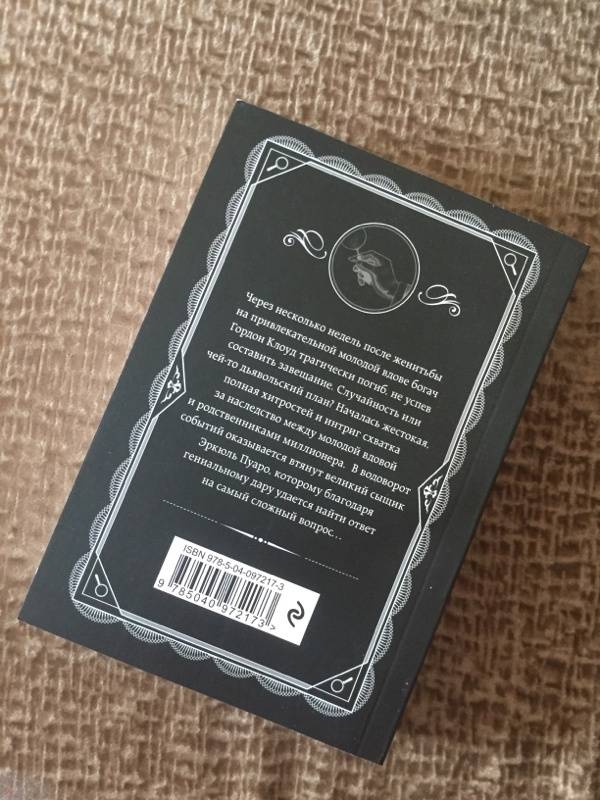 Через несколько недель после женитьбы
на привлекательной молодой вдове богач
Гордон Клоуд трагически погиб, не успев
составить завещание. Случайность или
чей-то дьявольский план? Началась жестокая,
полная хитростей и интриг схватка
за наследство между молодой вдовой
и родственниками миллионера. В водоворот
событий оказывается втянут великий сыщик
Эркюль Пуаро, которому благодаря
гениальному дару удается найти ответ
на самый сложный вопрос...
ISBN 978-5-04-097217-3
9 785040 972173 >